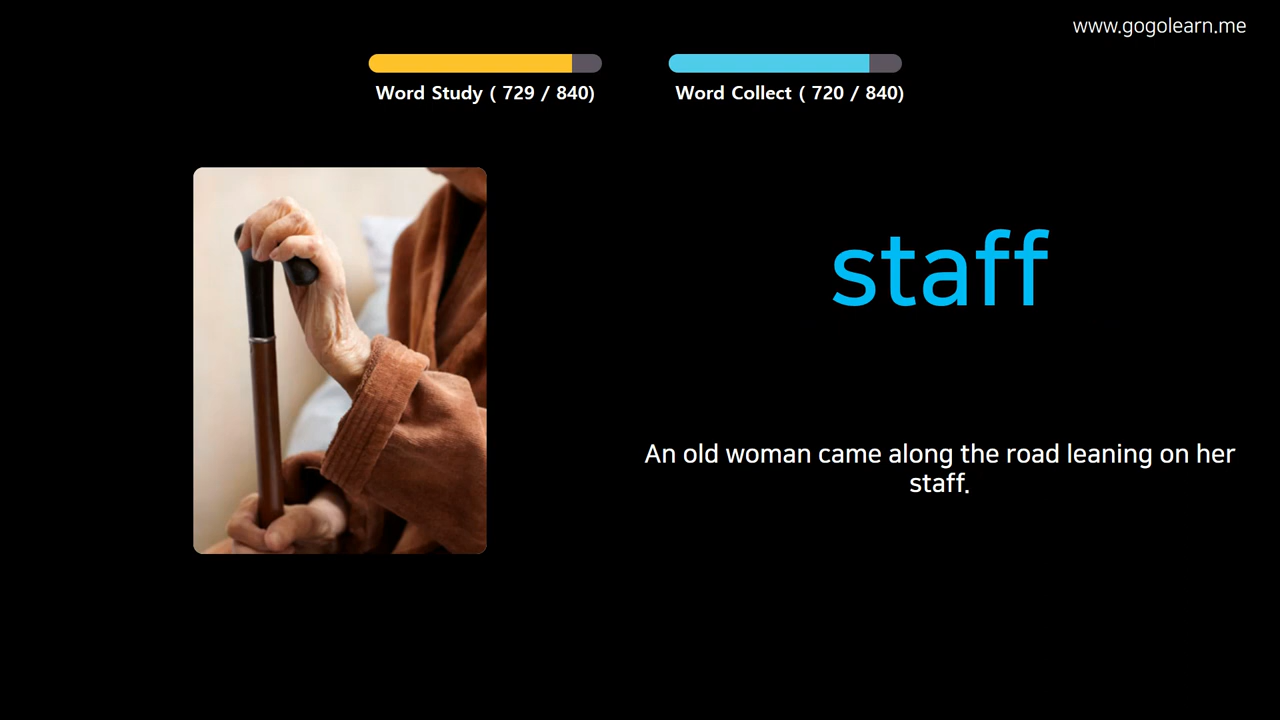 www.gogolearn.me
Word Study ( 729 / 840)
Word Collect ( 720 / 840)
staff
An old woman came along the road leaning on her
staff.